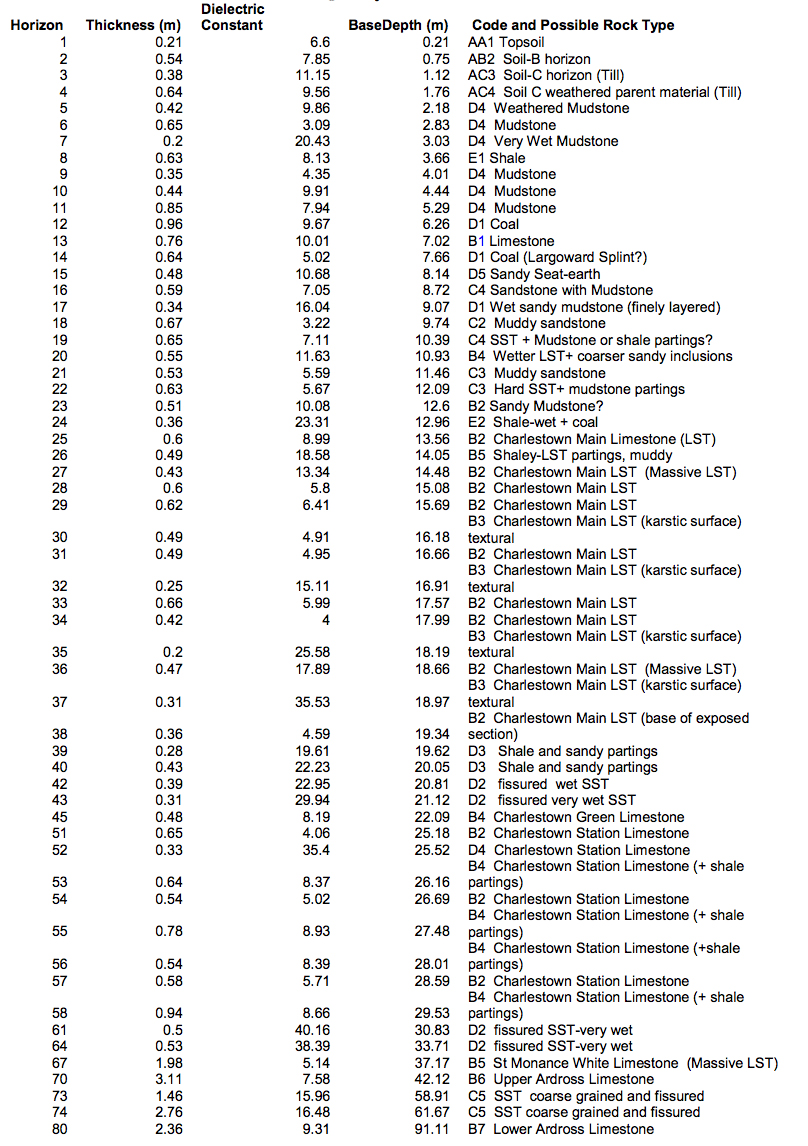 Dielectric
Horizon Thickness (m) Constant BaseDepth (m) Code and Possible Rock Type
1 0.21 6.6 0.21 AA1 Topsoil
2 0.54 7.85 0.75 AB2 Soil-B horizon
3 0.38 11.15 1.12 AC3 Soil-C horizon (Till)
4 0.64 9.56 1.76 AC4 Soil C weathered parent material (Till)
5 0.42 9.86 2.18 D4 Weathered Mudstone
6 0.65 3.09 2.83 D4 Mudstone
7 0.2 20.43 3.03 D4 Very Wet Mudstone
8 0.63 8.13 3.66 E1 Shale
9 0.35 4.35 4.01 D4 Mudstone
10 0.44 9.91 4.44 D4 Mudstone
11 0.85 7.94 5.29 D4 Mudstone
12 0.96 9.67 6.26 D1 Coal
13 0.76 10.01 7.02 B1 Limestone
14 0.64 5.02 7.66 D1 Coal (Largoward Splint?)
15 0.48 10.68 8.14 D5 Sandy Seat-earth
16 0.59 7.05 8.72 C4 Sandstone with Mudstone
17 0.34 16.04 9.07 D1 Wet sandy mudstone (finely layered)
18 0.67 3.22 9.74 C2 Muddy sandstone
19 0.65 7.11 10.39 C4 SST + Mudstone or shale partings?
20 0.55 11.63 10.93 B4 Wetter LST+ coarser sandy inclusions
21 0.53 5.59 11.46 C3 Muddy sandstone
22 0.63 5.67 12.09 C3 Hard SST+ mudstone partings
23 0.51 10.08 12.6 B2 Sandy Mudstone?
24 0.36 23.31 12.96 E2 Shale-wet + coal
25 0.6 8.99 13.56 B2 Charlestown Main Limestone (LST)
26 0.49 18.58 14.05 B5 Shaley-LST partings, muddy
27 0.43 13.34 14.48 B2 Charlestown Main LST (Massive LST)
28 0.6 5.8 15.08 B2 Charlestown Main LST
29 0.62 6.41 15.69 B2 Charlestown Main LST
B3 Charlestown Main LST (karstic surface)
30 0.49 4.91 16.18 textural
31 0.49 4.95 16.66 B2 Charlestown Main LST
B3 Charlestown Main LST (karstic surface)
32 0.25 15.11 16.91 textural
33 0.66 5.99 17.57 B2 Charlestown Main LST
34 0.42 4 17.99 B2 Charlestown Main LST
B3 Charlestown Main LST (karstic surface)
35 0.2 25.58 18.19 textural
36 0.47 17.89 18.66 B2 Charlestown Main LST (Massive LST)
B3 Charlestown Main LST (karstic surface)
37 0.31 35.53 18.97 textural
B2 Charlestown Main LST (base of exposed
38 0.36 4.59 19.34 section)
39 0.28 19.61 19.62 D3 Shale and sandy partings
40 0.43 22.23 20.05 D3 Shale and sandy partings
42 0.39 22.95 20.81 D2 fissured wet SST
43 0.31 29.94 21.12 D2 fissured very wet SST
45 0.48 8.19 22.09 B4 Charlestown Green Limestone
51 0.65 4.06 25.18 B2 Charlestown Station Limestone
52 0.33 35.4 25.52 D4 Charlestown Station Limestone
B4 Charlestown Station Limestone (+ shale
53 0.64 8.37 26.16 partings)
54 0.54 5.02 26.69 B2 Charlestown Station Limestone
B4 Charlestown Station Limestone (+ shale
55 0.78 8.93 27.48 partings)
B4 Charlestown Station Limestone (+shale
56 0.54 8.39 28.01 partings)
57 0.58 5.71 28.59 B2 Charlestown Station Limestone
B4 Charlestown Station Limestone (+ shale
58 0.94 8.66 29.53 partings)
61 0.5 40.16 30.83 D2 fissured SST-very wet
64 0.53 38.39 33.71 D2 fissured SST-very wet
67 1.98 5.14 37.17 B5 St Monance White Limestone (Massive LST)
70 3.11 7.58 42.12 B6 Upper Ardross Limestone
73 1.46 15.96 58.91 C5 SST coarse grained and fissured
74 2.76 16.48 61.67 C5 SST coarse grained and fissured
80 2.36 9.31 91.11 B7 Lower Ardross Limestone